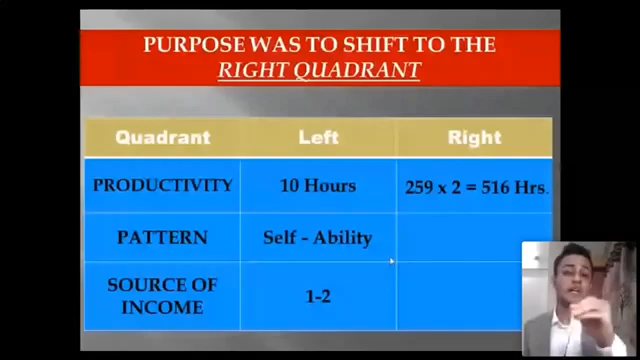 PURPOSE WAS TO SHIFT TO THE
RIGHT QUADRANT
Quadrant Left Right
PRODUCTIVITY 10 Hours 259 x 2 = 516 Hrs.
PATTERN Self - Ability
SOURCE OF
INCOME 1-2